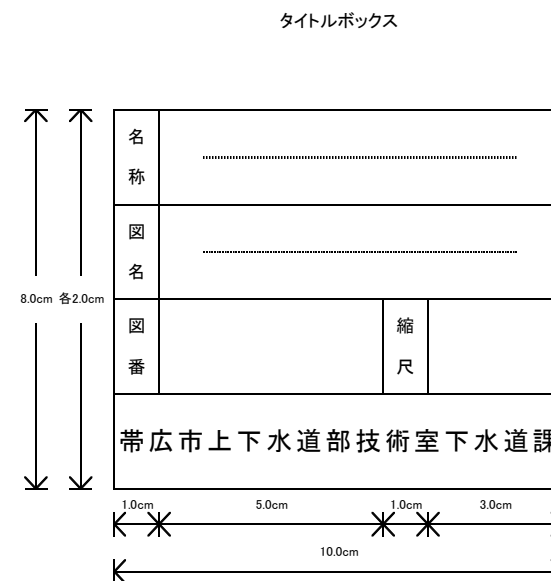 タイトルボックス
名称
図名
8.0cm 各2.0cm
図番
縮尺
帯広市上下水道部技術室下水道課
1.0cm 5.0cm 1.0cm 3.0cm
10.0cm